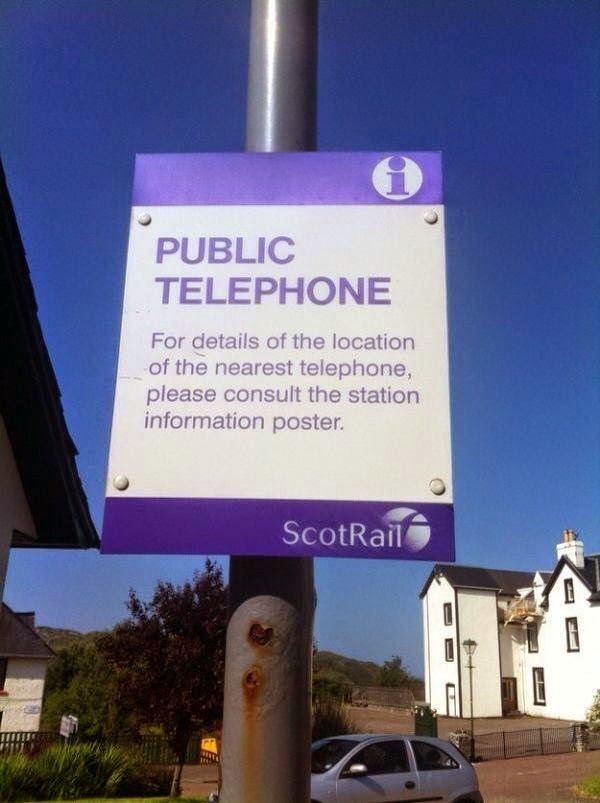 PUBLIC
TELEPHONE
For details of the location
of the nearest telephone,
please consult the station
information poster.
ScotRail